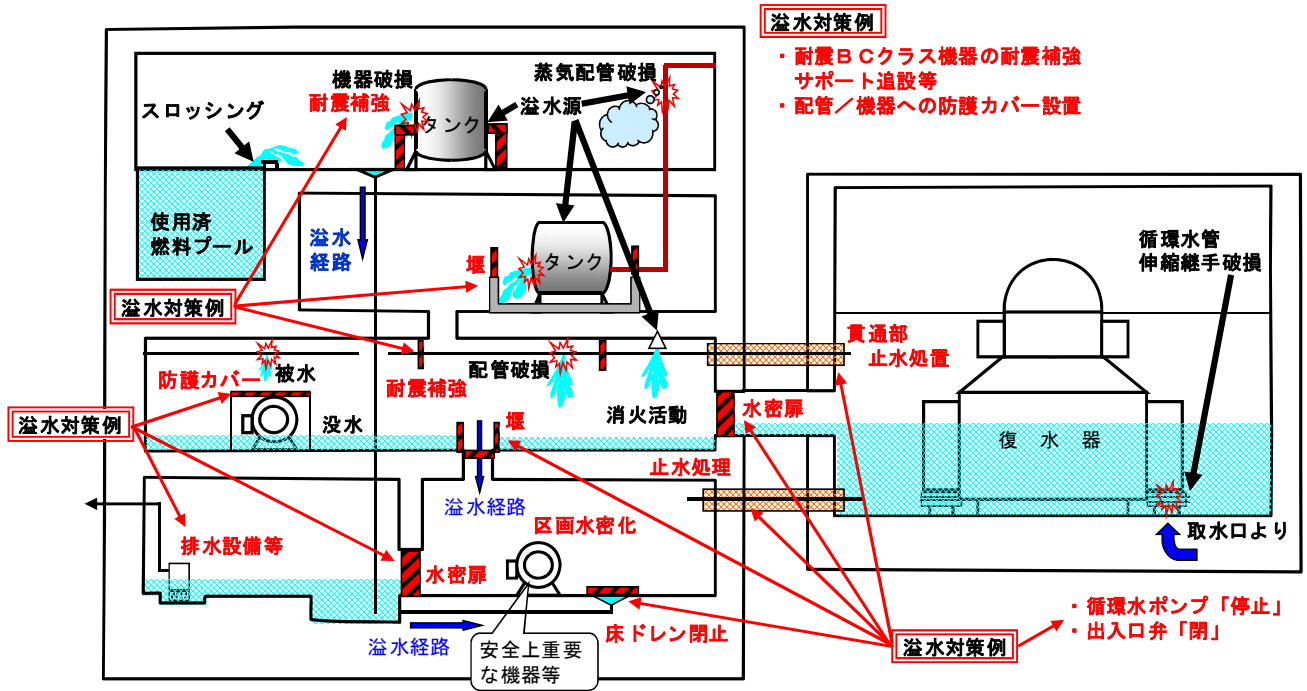 溢水対策例
・耐震BCクラス機器の耐震補強
サポート追設等
・配管/機器への防護カバー設置
蒸気配管破損
機器破損
耐震補強
スロッシング
溢水源
タンク
使用済
燃料プール
溢水
経路
循環水管
伸縮継手破損
堰
タンク
溢水対策例
貫通部
止水処置
防護カバー
被水
耐震補強
配管破損
消火活動
水密扉
溢水対策例
没水
堰
復水器
止水処理
溢水経路
区画水密化
取水口より
排水設備等
水密扉
床ドレン閉止
溢水経路
安全上重要
な機器等
溢水対策例
・循環水ポンプ「停止」
・出入口弁「閉」